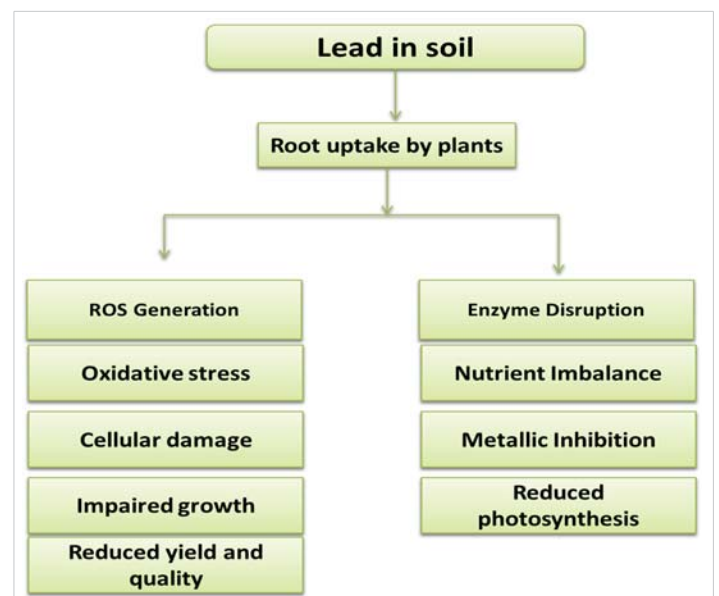 Lead in soil
Root uptake by plants
ROS Generation
Oxidative stress
Cellular damage
Impaired growth
Reduced yield and
quality
Enzyme Disruption
Nutrient Imbalance
Metallic Inhibition
Reduced
photosynthesis